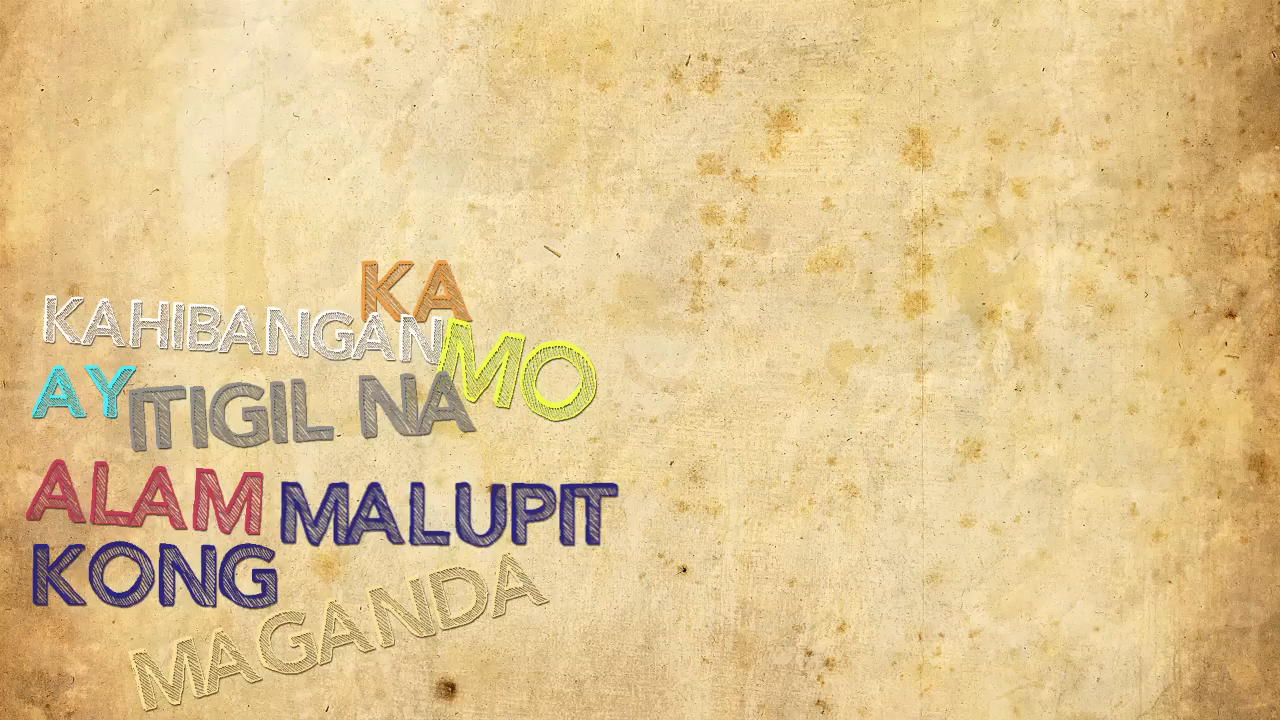 KA
KAHIBANGAN MO
AY ITIGIL NA
ALAM MALUPIT
KONG
MAGANDA